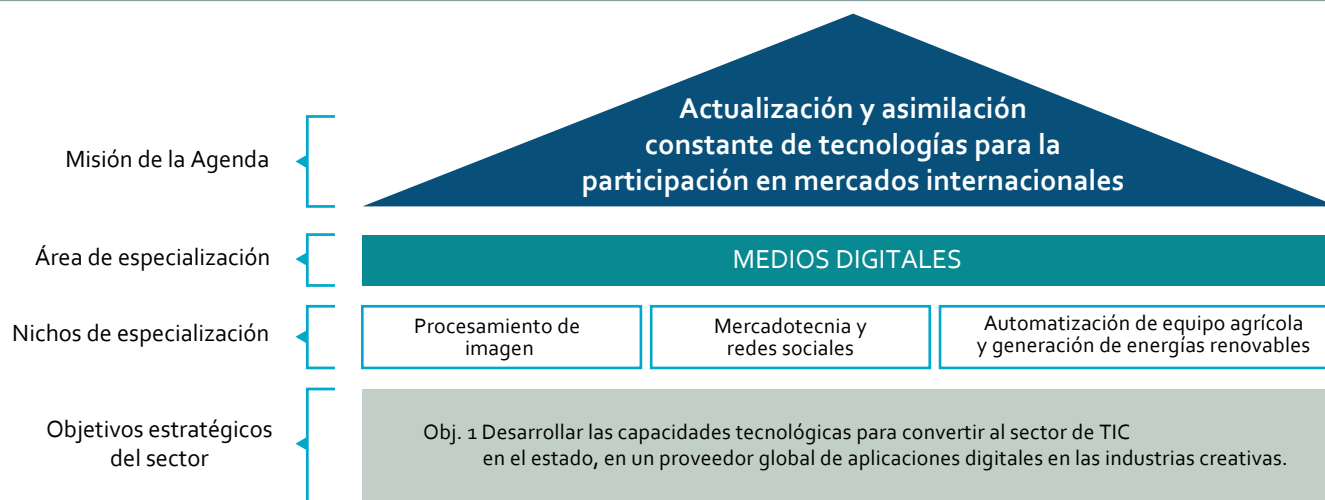 Misión de la Agenda
Actualización y asimilación
constante de tecnologías para la
participación en mercados internacionales
Área de especialización
MEDIOS DIGITALES
Nichos de especialización
Procesamiento de
imagen
Mercadotecnia y
redes sociales
Automatización de equipo agrícola
y generación de energías renovables
Objetivos estratégicos
del sector
Obj. 1 Desarrollar las capacidades tecnológicas para convertir al sector de TIC
en el estado, en un proveedor global de aplicaciones digitales en las industrias creativas.